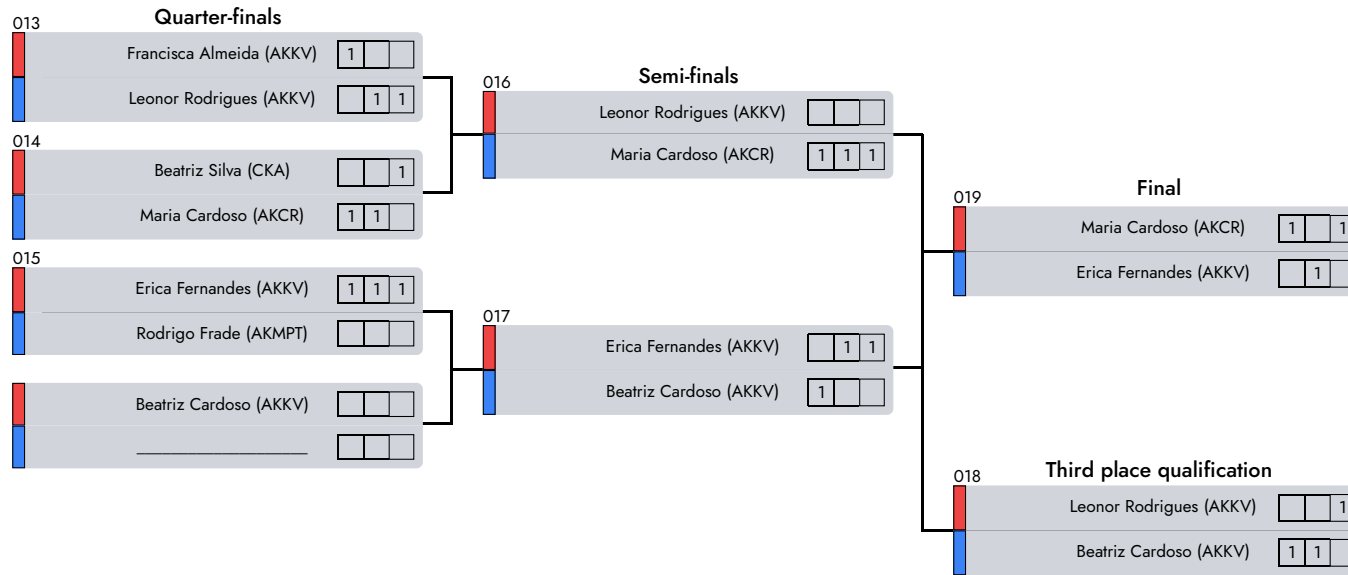 Quarter-finals
013
Francisca Almeida (AKKV) 1
Leonor Rodrigues (AKKV) 1 1
014
Beatriz Silva (CKA) 1
Maria Cardoso (AKCR) 1 1
015
Erica Fernandes (AKKV) 1 1 1
Rodrigo Frade (AKMPT)
Beatriz Cardoso (AKKV)
____________________
Semi-finals
016
Leonor Rodrigues (AKKV)
Maria Cardoso (AKCR) 1 1 1
017
Erica Fernandes (AKKV) 1 1
Beatriz Cardoso (AKKV) 1
Final
019
Maria Cardoso (AKCR) 1 1
Erica Fernandes (AKKV) 1
Third place qualification
018
Leonor Rodrigues (AKKV) 1
Beatriz Cardoso (AKKV) 1 1